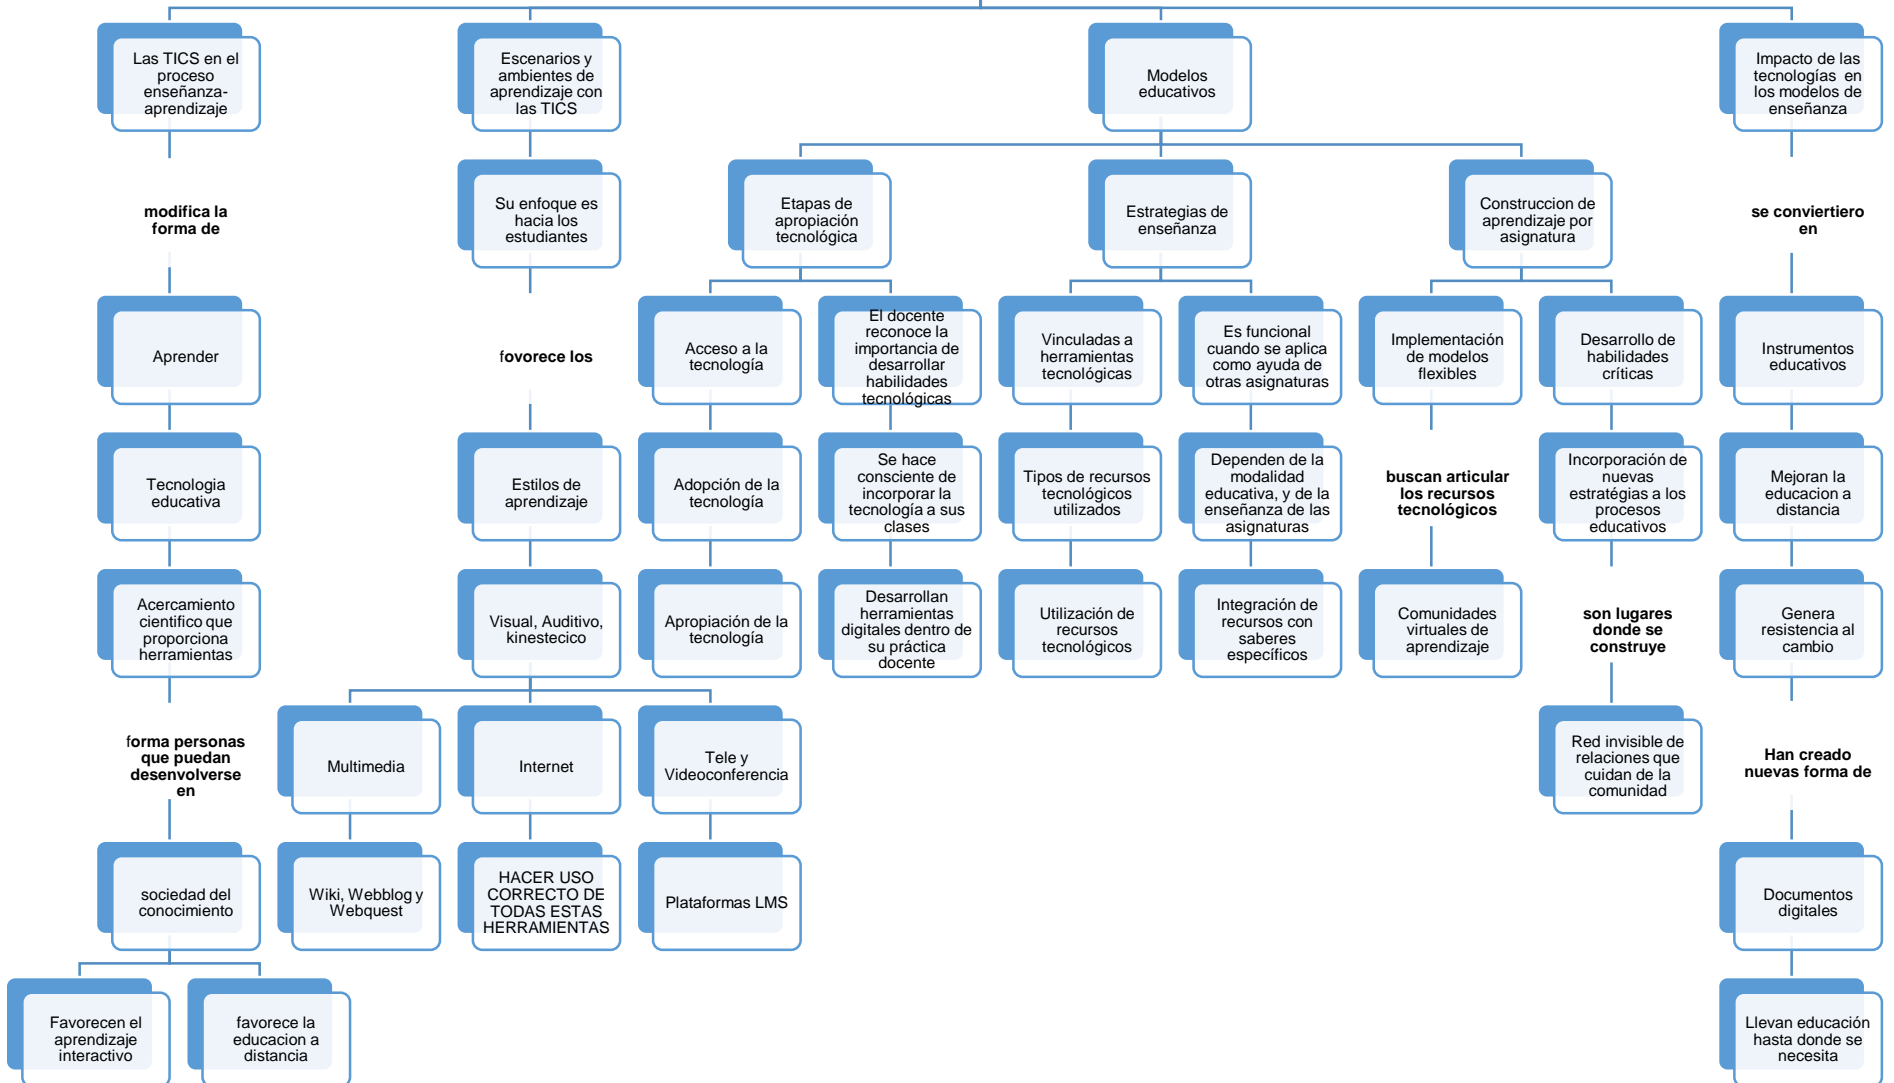 Las TICS en el
proceso
enseñanza-
aprendizaje
Escenarios y
ambientes de
aprendizaje con
las TICS
Modelos
educativos
Impacto de las
tecnologías en
los modelos de
enseñanza
modifica la
forma de
Su enfoque es
hacia los
estudiantes
Etapas de
apropiación
tecnológica
Estrategias de
enseñanza
Construccion de
aprendizaje por
asignatura
se conviertiero
en
Aprender
fovorece los
Acceso a la
tecnología
El docente
reconoce la
importancia de
desarrollar
habilidades
tecnológicas
Vinculadas a
herramientas
tecnológicas
Es funcional
cuando se aplica
como ayuda de
otras asignaturas
Implementación
de modelos
flexibles
Desarrollo de
habilidades
críticas
Instrumentos
educativos
Tecnologia
educativa
Estilos de
aprendizaje
Adopción de la
tecnología
Se hace
consciente de
incorporar la
tecnología a sus
clases
Tipos de recursos
tecnológicos
utilizados
Dependen de la
modalidad
educativa, y de la
enseñanza de las
asignaturas
buscan articular
los recursos
tecnológicos
Incorporación de
nuevas
estratégias a los
procesos
educativos
Mejoran la
educacion a
distancia
Acercamiento
cientifico que
proporciona
herramientas
Visual, Auditivo,
kinestecico
Apropiación de la
tecnología
Desarrollan
herramientas
digitales dentro de
su práctica
docente
Utilización de
recursos
tecnológicos
Integración de
recursos con
saberes
específicos
Comunidades
virtuales de
aprendizaje
son lugares
donde se
construye
Genera
resistencia al
cambio
forma personas
que puedan
desenvolverse
en
Multimedia
Internet
Tele y
Videoconferencia
Red invisible de
relaciones que
cuidan de la
comunidad
Han creado
nuevas forma de
sociedad del
conocimiento
Wiki, Webblog y
Webquest
HACER USO
CORRECTO DE
TODAS ESTAS
HERRAMIENTAS
Plataformas LMS
Documentos
digitales
Favorecen el
aprendizaje
interactivo
favorece la
educacion a
distancia
Llevan educación
hasta donde se
necesita